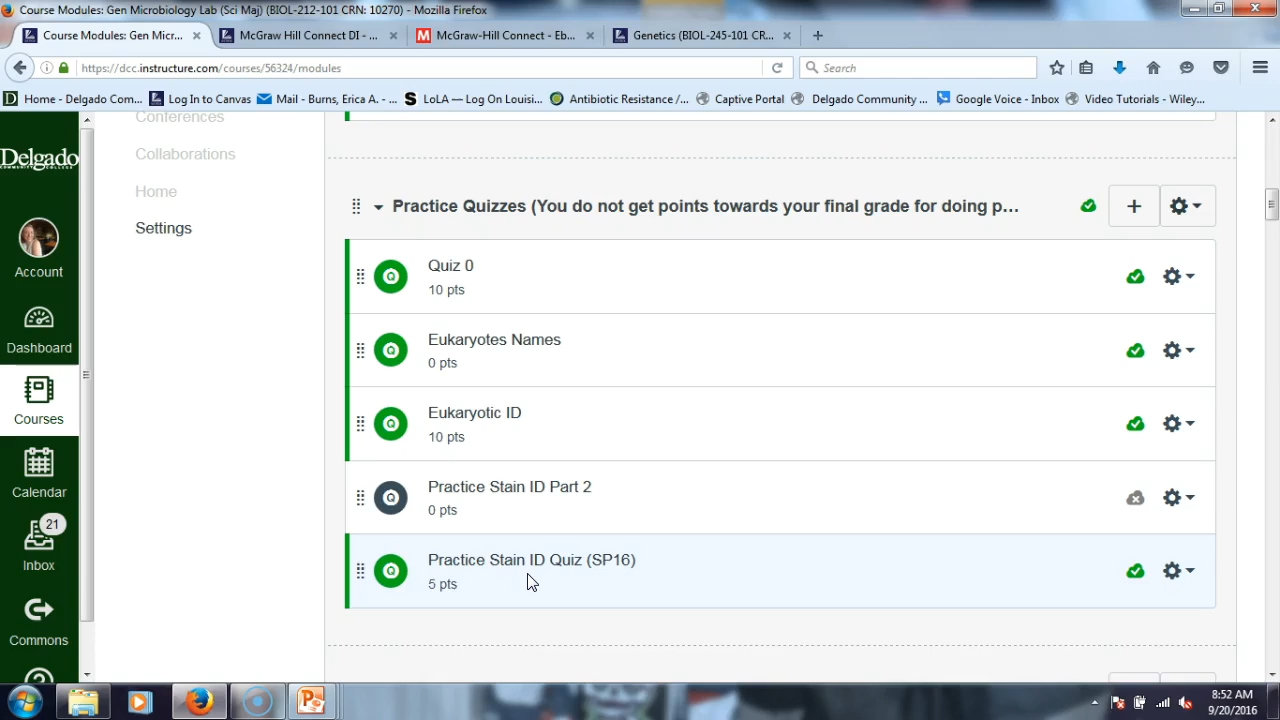 Course Modules: Gen Microbiology Lab (Sci Maj) (BIOL-212-101 CRN: 10270) - Mozilla Firefox
Course Modules: Gen Micr...
McGraw Hill Connect DI - ...
McGraw-Hill Connect - Eb...
Genetics (BIOL-245-101 CR...
https://dcc.instructure.com/courses/56324/modules
Search
Home - Delgado Com...
Log In to Canvas
Mail - Burns, Erica A. - ...
LoLA — Log On Louisi...
Antibiotic Resistance /...
Captive Portal
Delgado Community ...
Google Voice - Inbox
Video Tutorials - Wiley...
Delgado
COMMUNITY COLLEGE
Account
Dashboard
Courses
Calendar
21
Inbox
Commons
Conferences
Collaborations
Home
Settings
Practice Quizzes (You do not get points towards your final grade for doing p...
Quiz 0
10 pts
Eukaryotes Names
0 pts
Eukaryotic ID
10 pts
Practice Stain ID Part 2
0 pts
Practice Stain ID Quiz (SP16)
5 pts
8:52 AM
9/20/2016